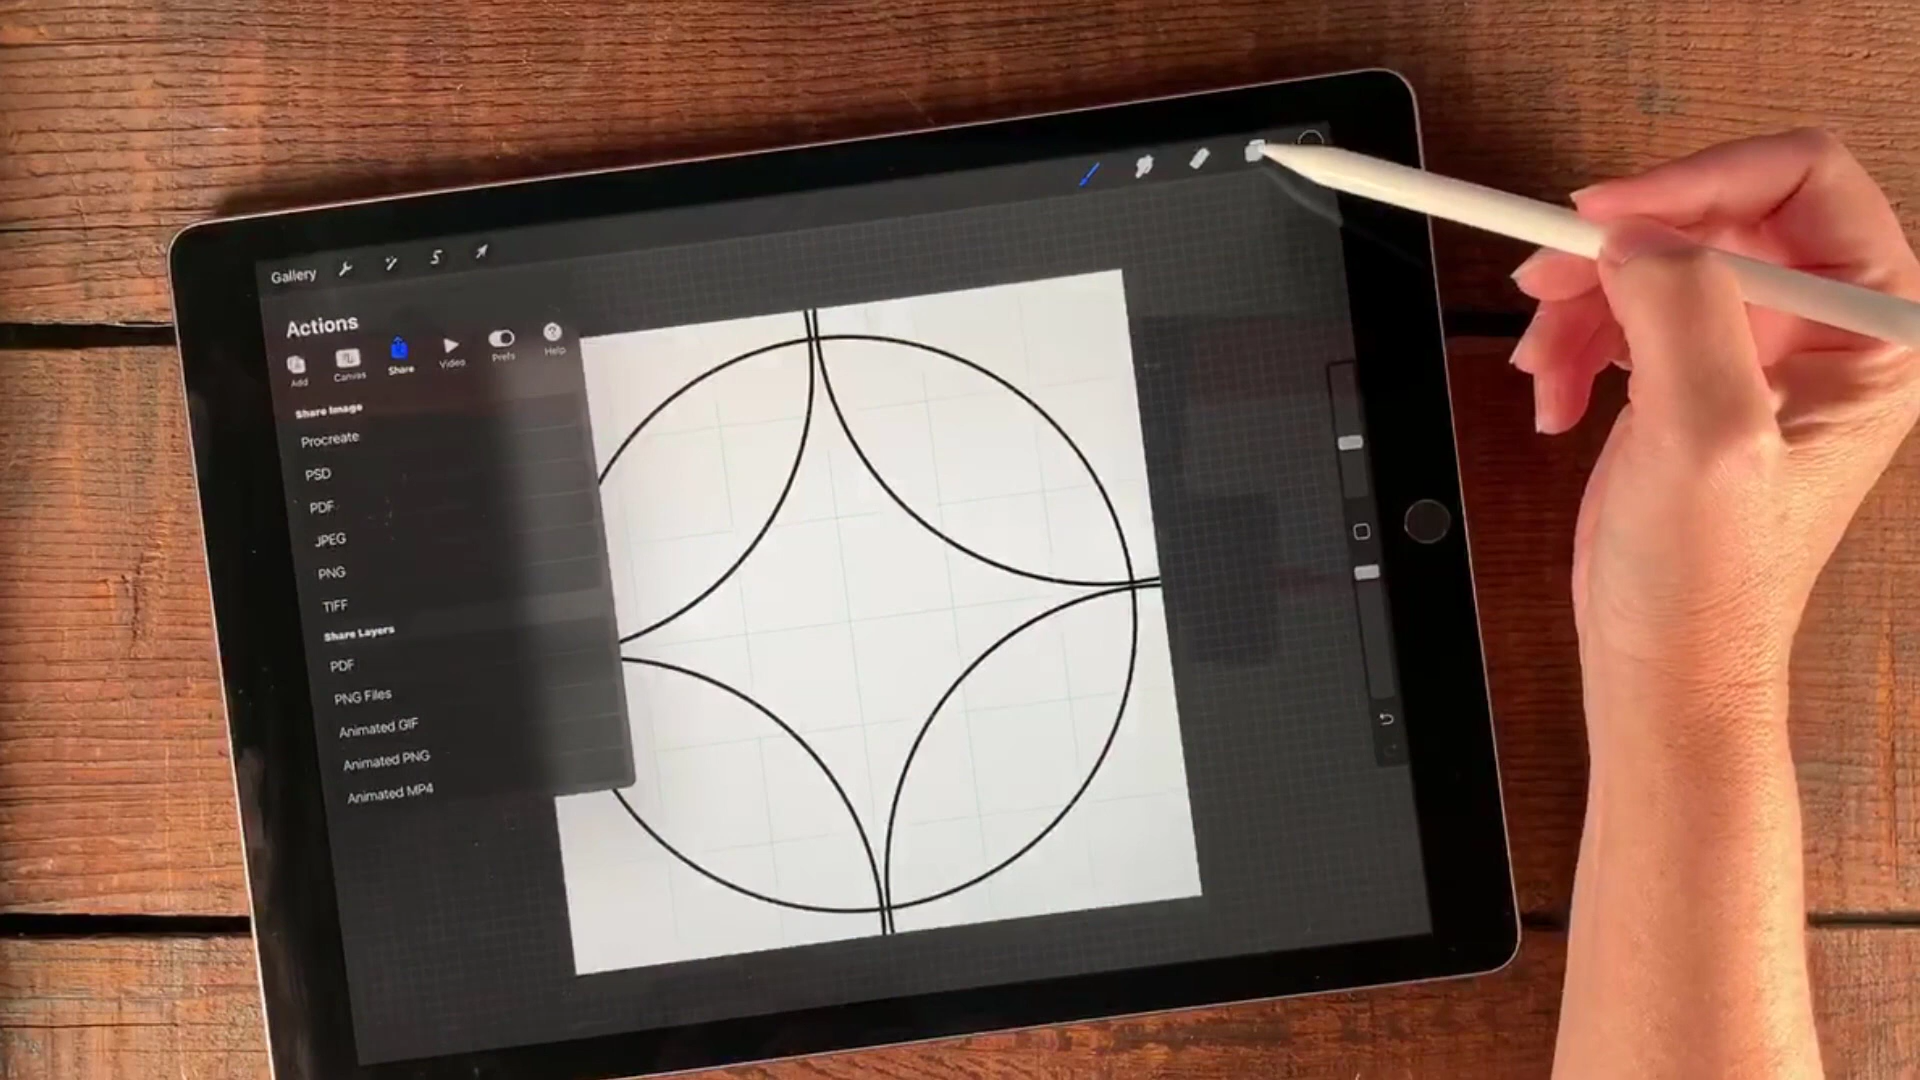 Gallery
Actions
Add Canvas Share Video Prefs Help
Share Image
Procreate
PSD
PDF
JPEG
PNG
TIFF
Share Layers
PDF
PNG Files
Animated GIF
Animated PNG
Animated MP4